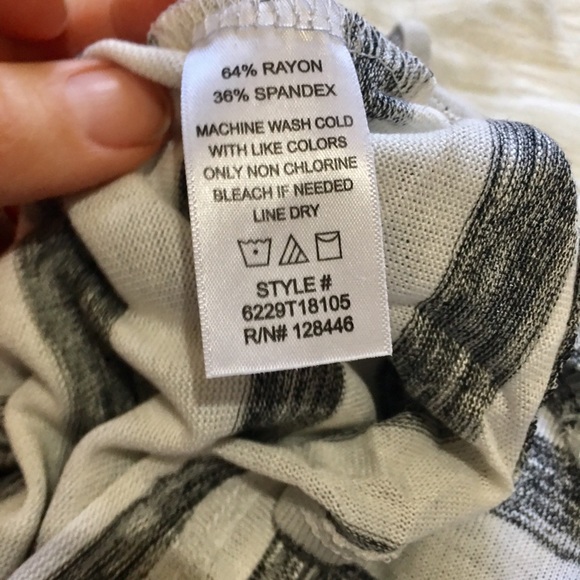 64% RAYON
36% SPANDEX
MACHINE WASH COLD
WITH LIKE COLORS
ONLY NON CHLORINE
BLEACH IF NEEDED
LINE DRY
STYLE #
6229T18105
R/N# 128446